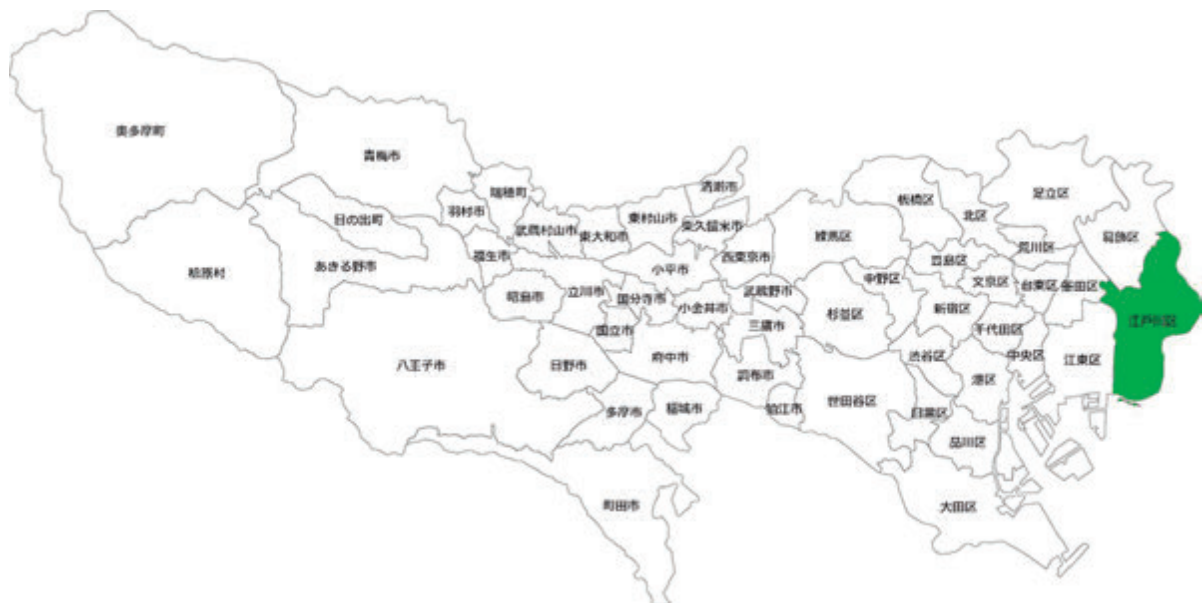 奥多摩町
青梅市
日の出町
あきる野市
檜原村
八王子市
瑞穂町
羽村市
福生市
武蔵村山市
東大和市
東村山市
清瀬市
東久留米市
昭島市
立川市
小平市
西東京市
国分寺市
小金井市
武蔵野市
国立市
三鷹市
日野市
府中市
調布市
狛江市
多摩市
稲城市
町田市
練馬区
板橋区
北区
足立区
葛飾区
荒川区
豊島区
文京区
台東区
墨田区
中野区
杉並区
新宿区
千代田区
江戸川区
渋谷区
港区
中央区
江東区
世田谷区
目黒区
品川区
大田区